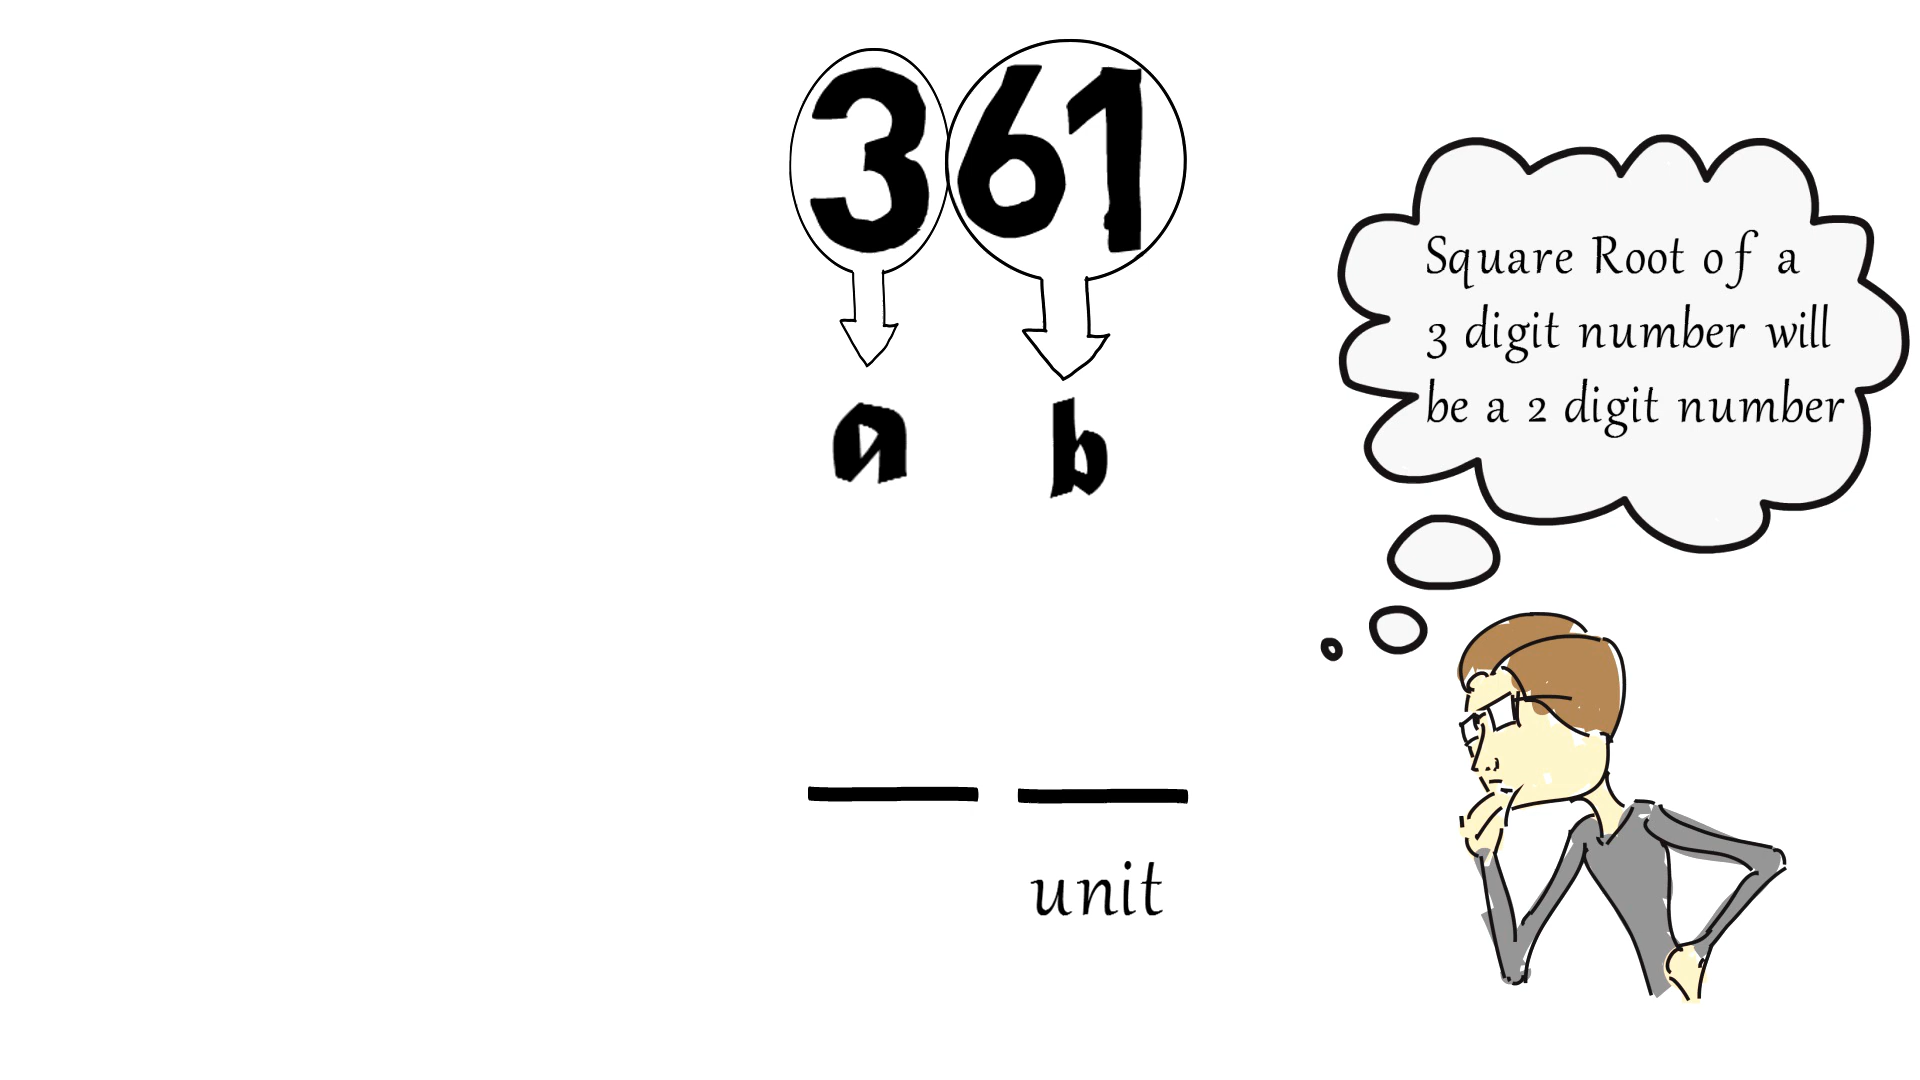 361
a b
Square Root of a
3 digit number will
be a 2 digit number
unit